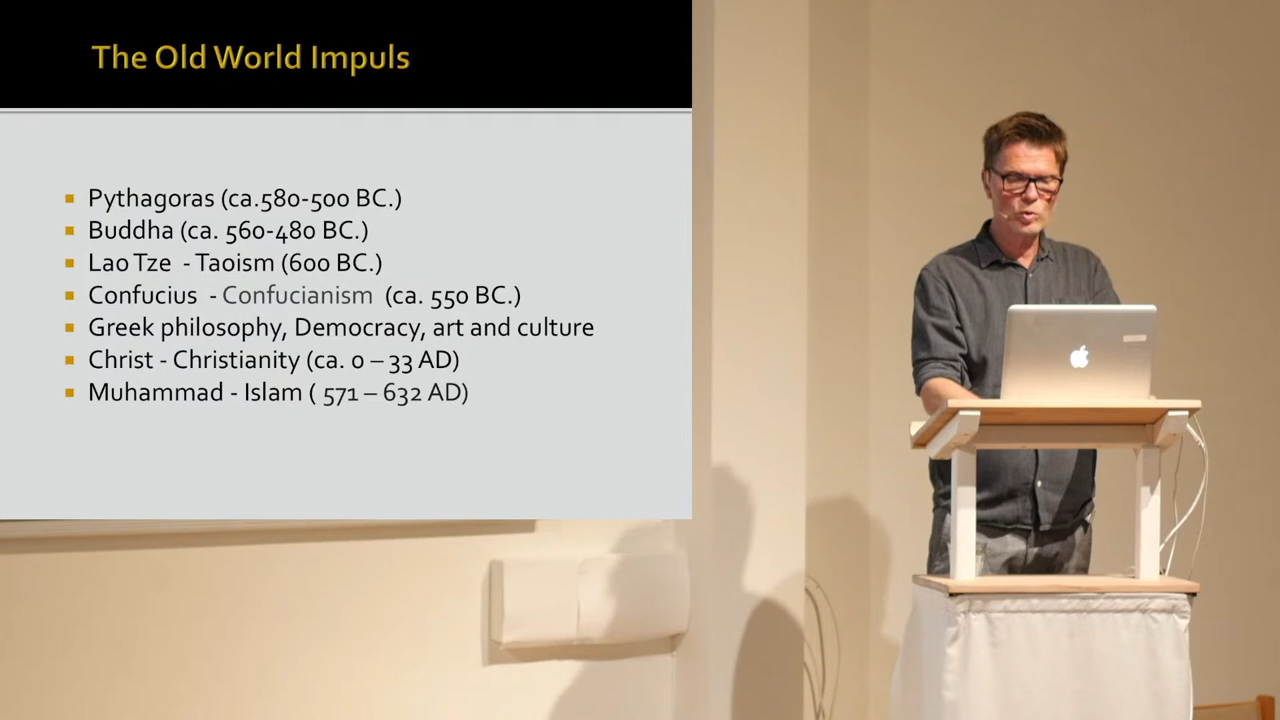 The Old World Impuls
Pythagoras (ca.580-500 BC.)
Buddha (ca. 560-480 BC.)
Lao Tze - Taoism (600 BC.)
Confucius - Confucianism (ca. 550 BC.)
Greek philosophy, Democracy, art and culture
Christ - Christianity (ca. 0 – 33 AD)
Muhammad - Islam ( 571 – 632 AD)